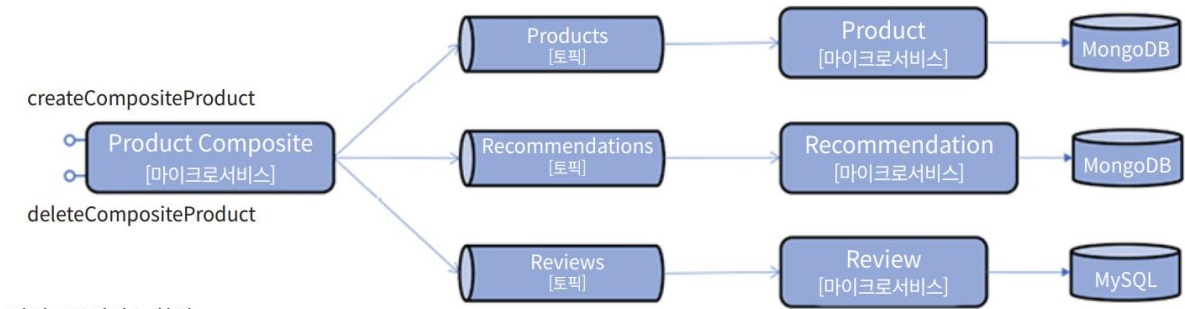 createCompositeProduct
Product Composite
[마이크로서비스]
deleteCompositeProduct
Products
[토픽]
Product
[마이크로서비스]
MongoDB
Recommendations
[토픽]
Recommendation
[마이크로서비스]
MongoDB
Reviews
[토픽]
Review
[마이크로서비스]
MySQL